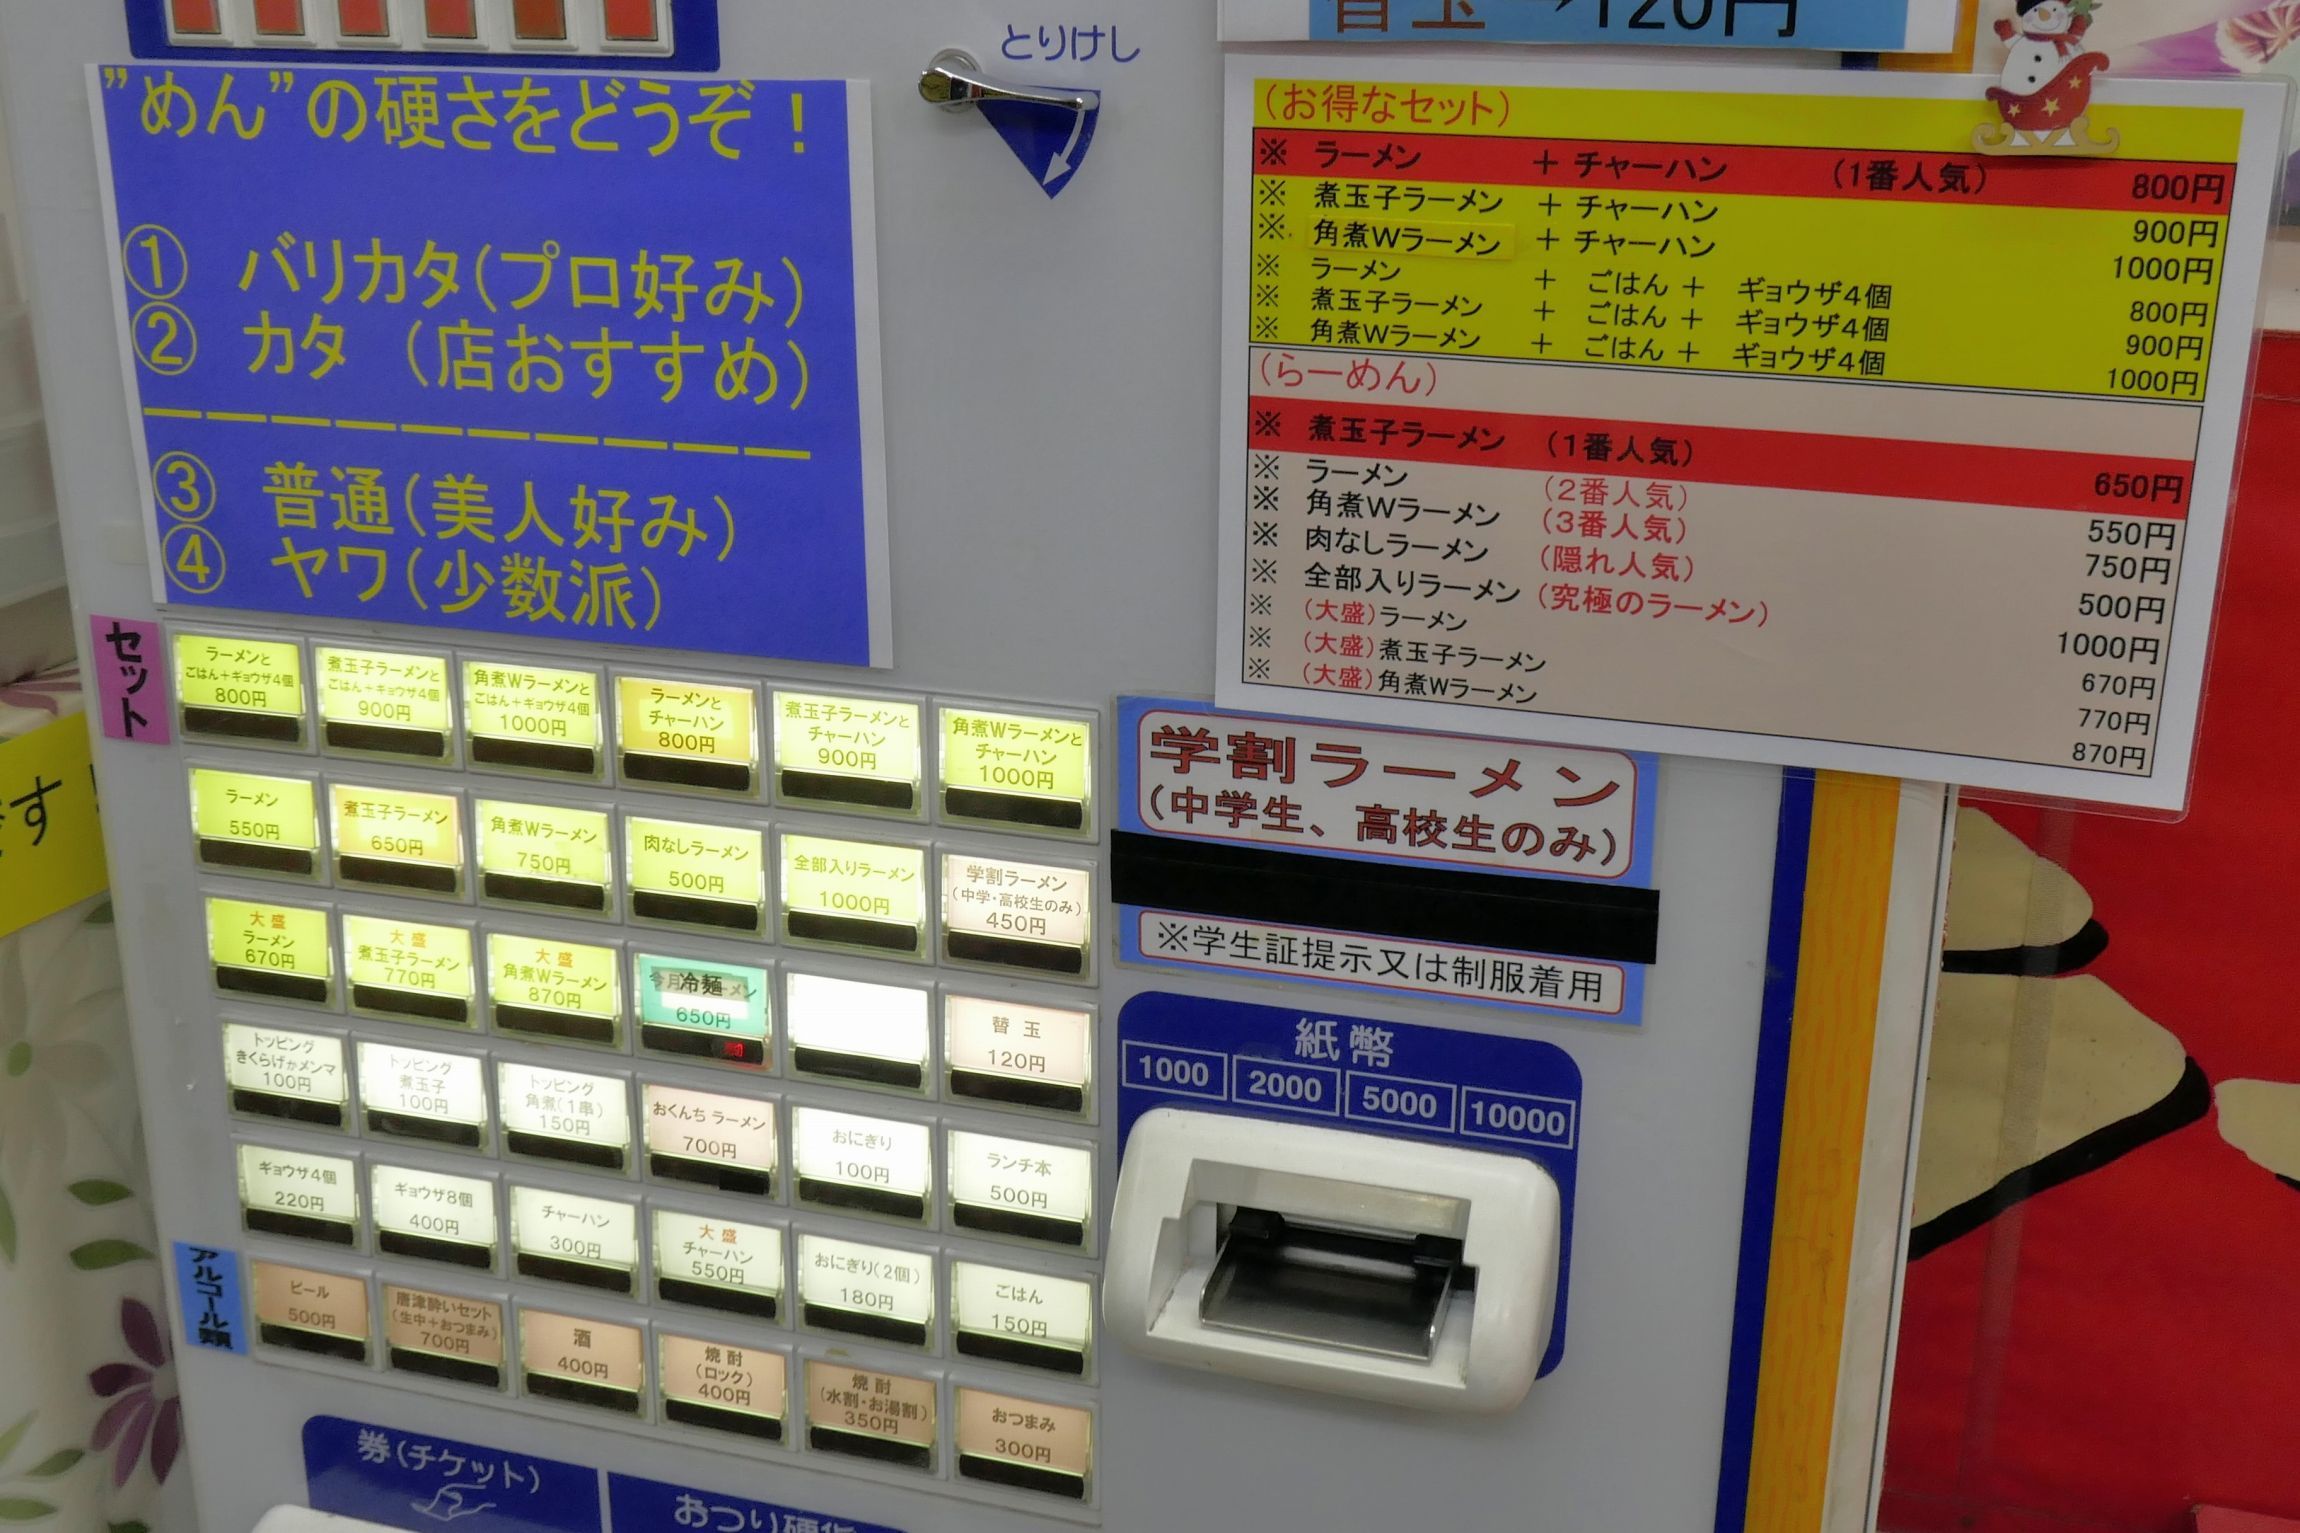 とりけし
"めん"の硬さをどうぞ！
① バリカタ(プロ好み)
② カタ (店おすすめ)
ーーーーーーーーーー
③ 普通(美人好み)
④ ヤワ(少数派)
替玉→120円
(お得なセット)
※ ラーメン + チャーハン (1番人気) 800円
※ 煮玉子ラーメン + チャーハン 900円
※ 角煮Wラーメン + チャーハン 1000円
※ ラーメン + ごはん + ギョウザ4個 800円
※ 煮玉子ラーメン + ごはん + ギョウザ4個 900円
※ 角煮Wラーメン + ごはん + ギョウザ4個 1000円
(らーめん)
※ 煮玉子ラーメン (1番人気) 650円
※ ラーメン (2番人気) 550円
※ 角煮Wラーメン (3番人気) 750円
※ 肉なしラーメン (隠れ人気) 500円
※ 全部入りラーメン (究極のラーメン) 1000円
※ (大盛)ラーメン 670円
※ (大盛)煮玉子ラーメン 770円
※ (大盛)角煮Wラーメン 870円
セット
ラーメンと
ごはん+ギョウザ4個
800円
煮玉子ラーメンと
ごはん+ギョウザ4個
900円
角煮Wラーメンと
ごはん+ギョウザ4個
1000円
ラーメンと
チャーハン
800円
煮玉子ラーメンと
チャーハン
900円
角煮Wラーメンと
チャーハン
1000円
ラーメン
550円
煮玉子ラーメン
650円
角煮Wラーメン
750円
肉なしラーメン
500円
全部入りラーメン
1000円
学割ラーメン
(中学・高校生のみ)
450円
大盛
ラーメン
670円
大盛
煮玉子ラーメン
770円
大盛
角煮Wラーメン
870円
冷麺
650円
替玉
120円
トッピング
きくらげかメンマ
100円
トッピング
煮玉子
100円
トッピング
角煮(1串)
150円
おくんち ラーメン
700円
おにぎり
100円
ランチ本
500円
ギョウザ4個
220円
ギョウザ8個
400円
チャーハン
300円
大盛
チャーハン
550円
おにぎり(2個)
180円
ごはん
150円
アルコール類
ビール
500円
唐津酔いセット
(生中+おつまみ)
700円
酒
400円
焼酎
(ロック)
400円
焼酎
(水割・お湯割)
350円
おつまみ
300円
学割ラーメン
(中学生、高校生のみ)
※学生証提示又は制服着用
紙幣
1000 2000 5000 10000
券(チケット)
おつり硬貨
す！